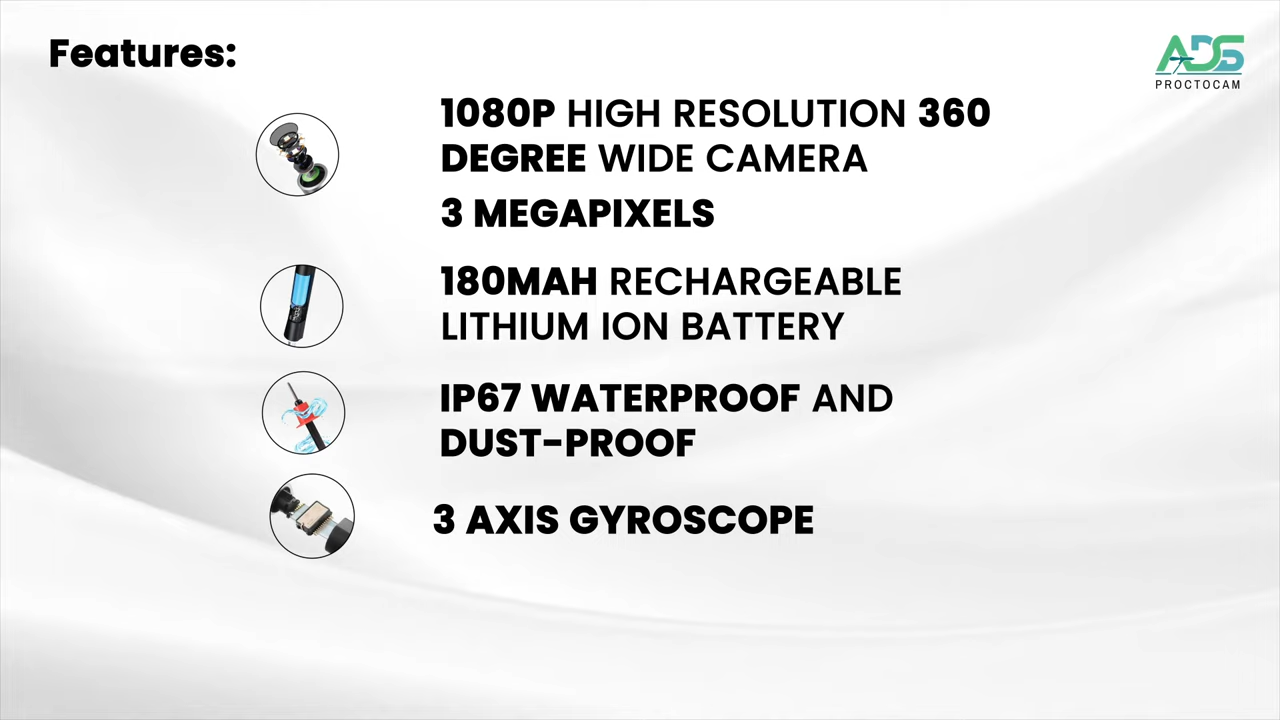 Features:
ADS
PROCTOCAM
1080P HIGH RESOLUTION 360
DEGREE WIDE CAMERA
3 MEGAPIXELS
180MAH RECHARGEABLE
LITHIUM ION BATTERY
IP67 WATERPROOF AND
DUST-PROOF
3 AXIS GYROSCOPE